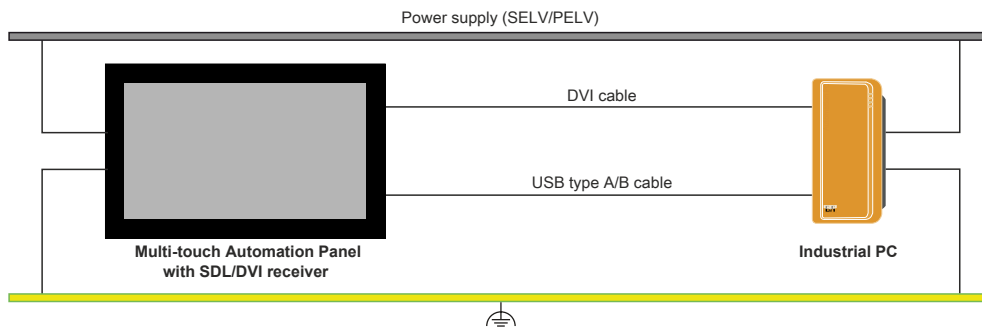 Power supply (SELV/PELV)
DVI cable
USB type A/B cable
Multi-touch Automation Panel
with SDL/DVI receiver
Industrial PC